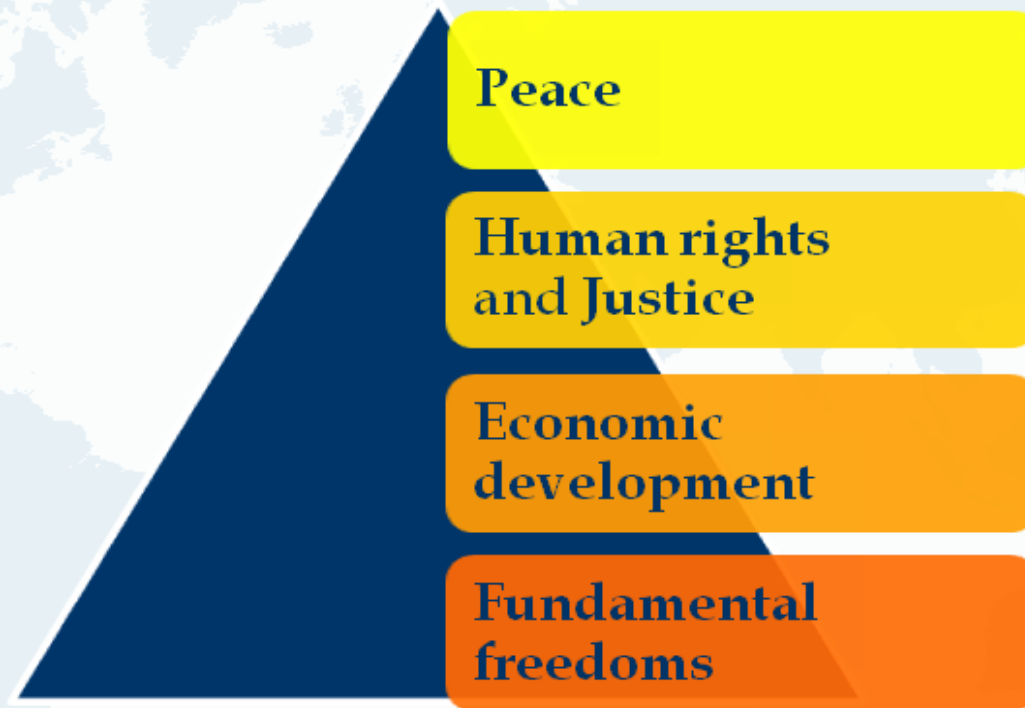 Peace
Human rights
and Justice
Economic
development
Fundamental
freedoms